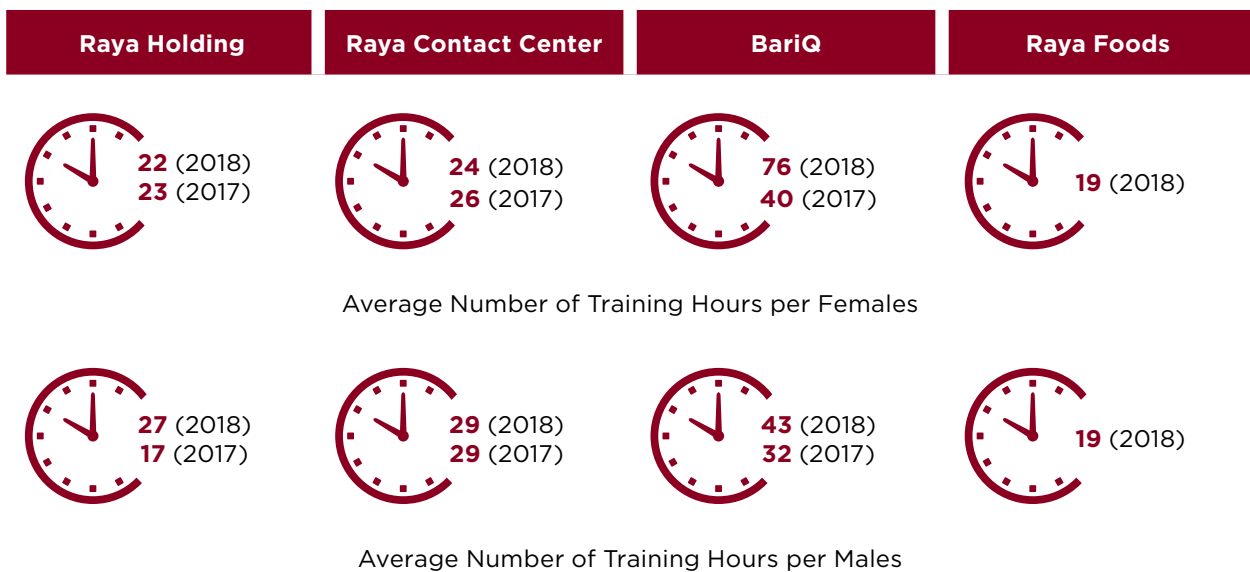 Raya Holding
Raya Contact Center
BariQ
Raya Foods
22 (2018)
23 (2017)
24 (2018)
26 (2017)
76 (2018)
40 (2017)
19 (2018)
Average Number of Training Hours per Females
27 (2018)
17 (2017)
29 (2018)
29 (2017)
43 (2018)
32 (2017)
19 (2018)
Average Number of Training Hours per Males